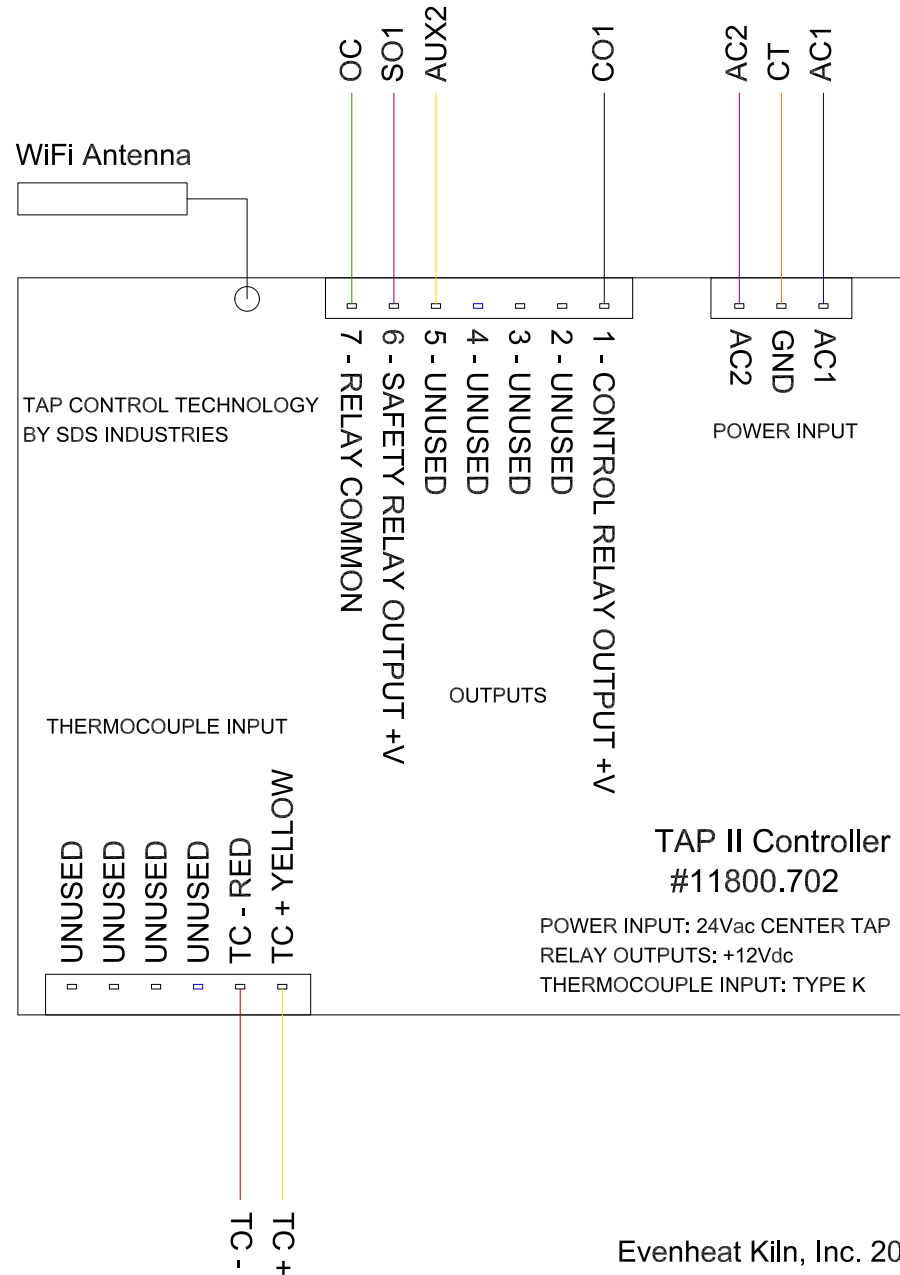 OC
SO1
AUX2
CO1
AC2
CT
AC1
WiFi Antenna
7 - RELAY COMMON
6 - SAFETY RELAY OUTPUT +V
5 - UNUSED
4 - UNUSED
3 - UNUSED
2 - UNUSED
1 - CONTROL RELAY OUTPUT +V
AC2
GND
AC1
POWER INPUT
TAP CONTROL TECHNOLOGY
BY SDS INDUSTRIES
OUTPUTS
THERMOCOUPLE INPUT
UNUSED
UNUSED
UNUSED
UNUSED
TC - RED
TC + YELLOW
TAP II Controller
#11800.702
POWER INPUT: 24Vac CENTER TAP
RELAY OUTPUTS: +12Vdc
THERMOCOUPLE INPUT: TYPE K
TC -
TC +
Evenheat Kiln, Inc. 20